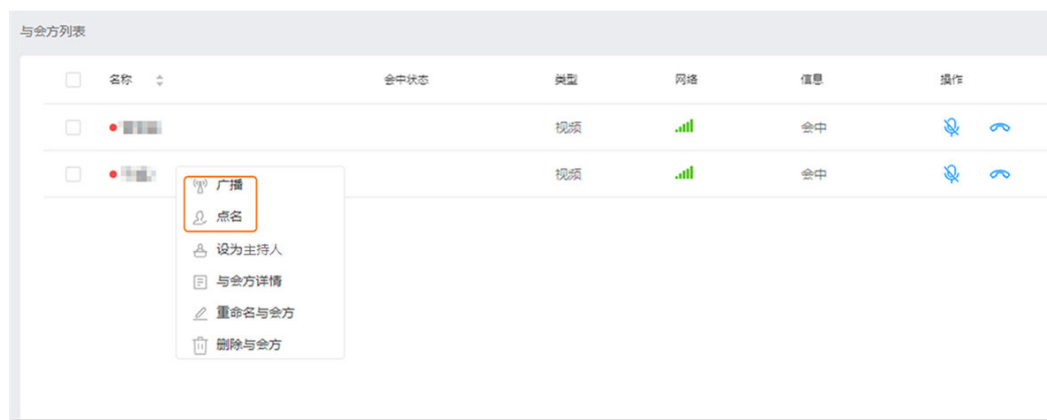 与会方列表
名称 会中状态 类型 网络 信息 操作
视频 会中
视频 会中
广播
点名
设为主持人
与会方详情
重命名与会方
删除与会方